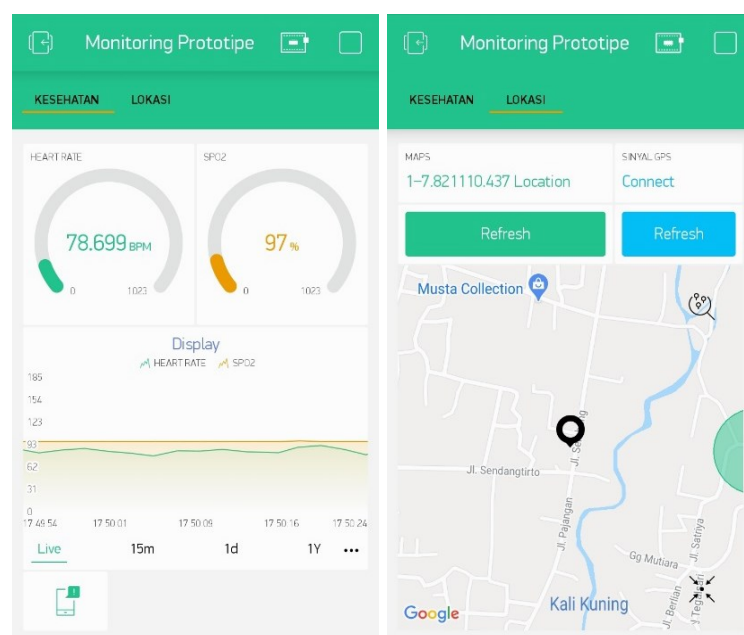 Monitoring Prototipe
KESEHATAN LOKASI
HEART RATE
78.699 BPM
0 1023
SPO2
97 %
0 1023
Display
HEART RATE SPO2
185
154
123
93
62
31
0
17 49 54 17 50 01 17 50 09 17 50 16 17 50 24
Live 15m 1d 1Y
Monitoring Prototipe
KESEHATAN LOKASI
MAPS
1-7.821110.437 Location
SINYAL GPS
Connect
Refresh
Refresh
Musta Collection
Jl. Sendangtirto
Jl. Pajangan
Gg Mutiara
Jl. Satriya
Jl. Berlian
Kali Kuning
Google